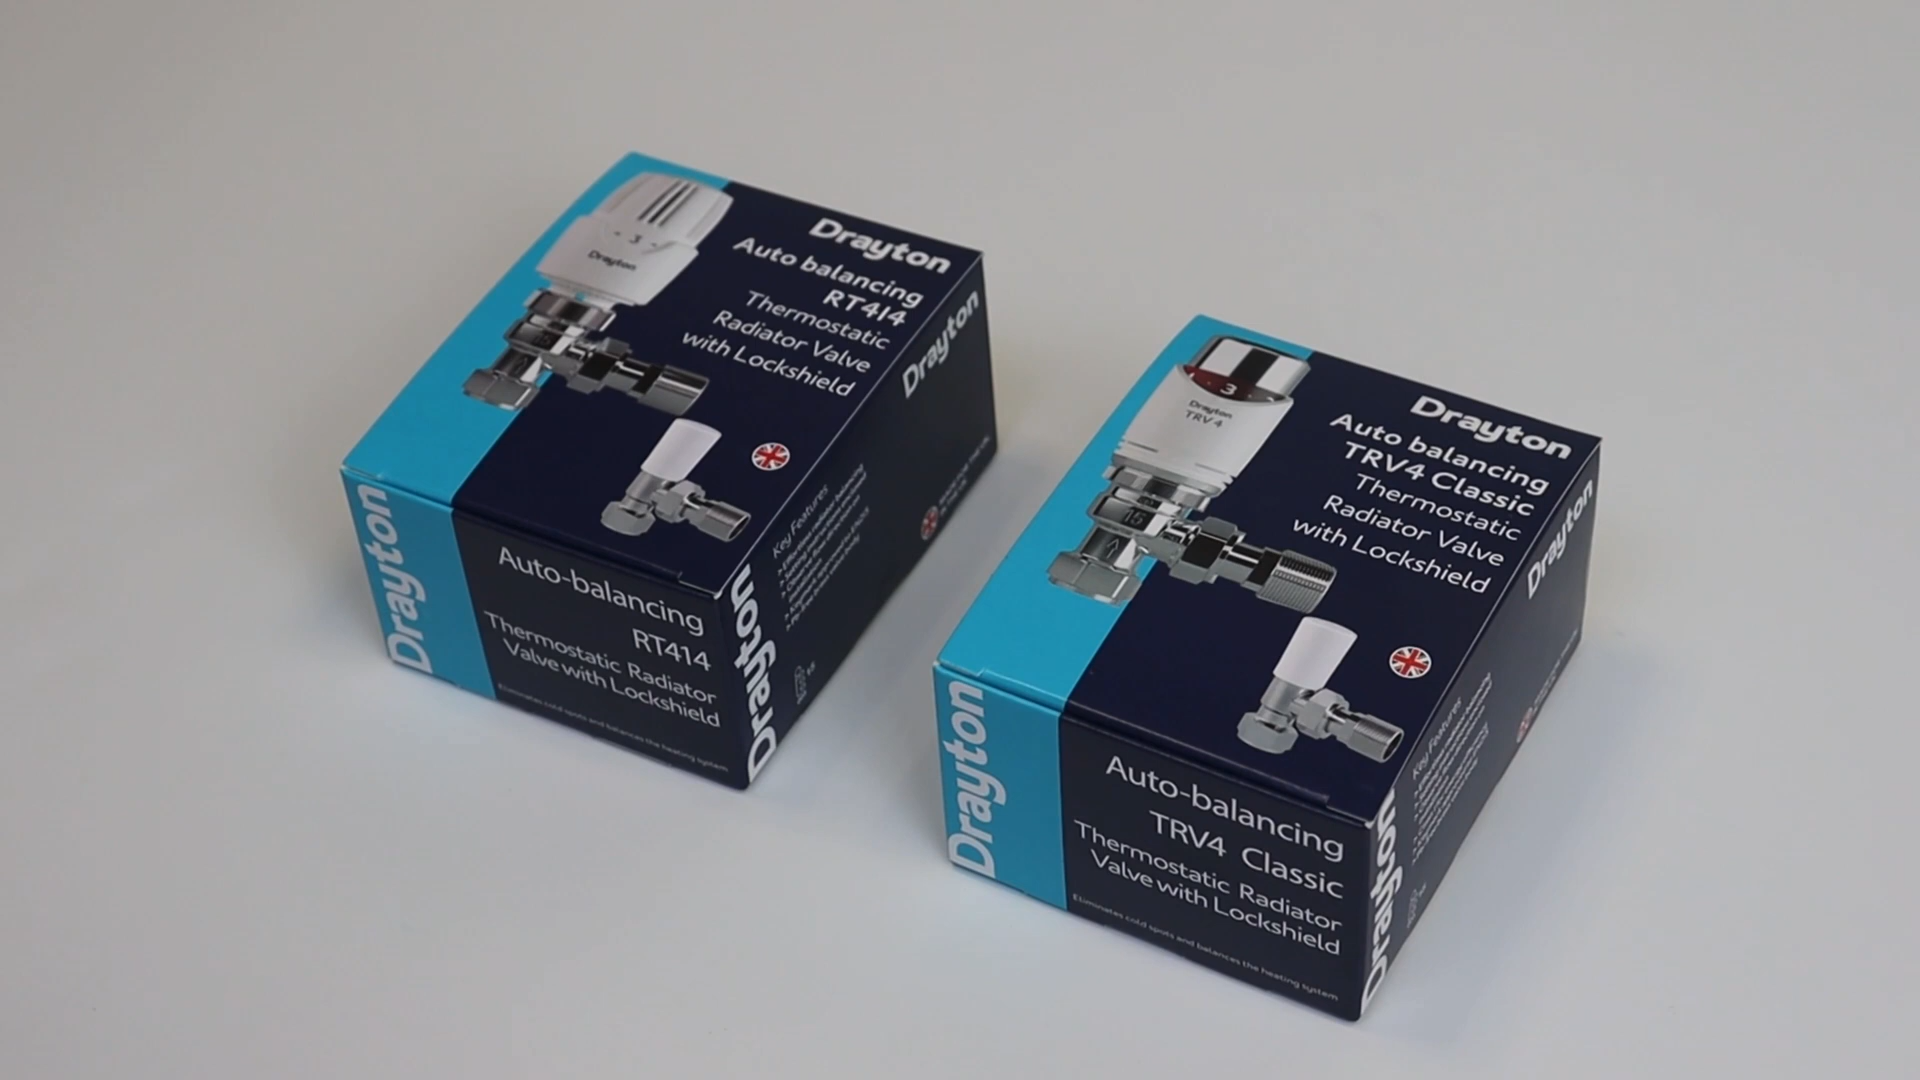 Drayton
Auto balancing
RT414
Thermostatic
Radiator Valve
with Lockshield
3
Drayton
Drayton
Key Features
Drayton
Auto-balancing
RT414
Thermostatic Radiator
Valve with Lockshield
Eliminates cold spots and balances the heating system
Drayton
Drayton
Auto balancing
TRV4 Classic
Thermostatic
Radiator Valve
with Lockshield
3
Drayton
TRV4
15
Drayton
Key Features
Drayton
Auto-balancing
TRV4 Classic
Thermostatic Radiator
Valve with Lockshield
Eliminates cold spots and balances the heating system
Drayton